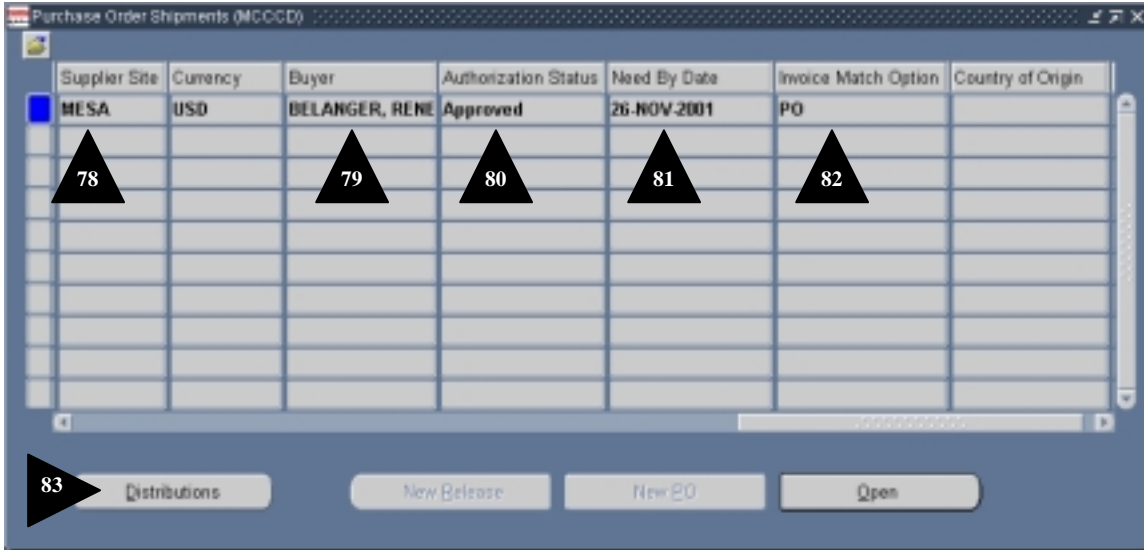 Purchase Order Shipments (MCCCD)
Supplier Site Currency Buyer Authorization Status Need By Date Invoice Match Option Country of Origin
MESA USD BELANGER, RENE Approved 26-NOV-2001 PO
78 79 80 81 82
83 Distributions New Release New PO Open